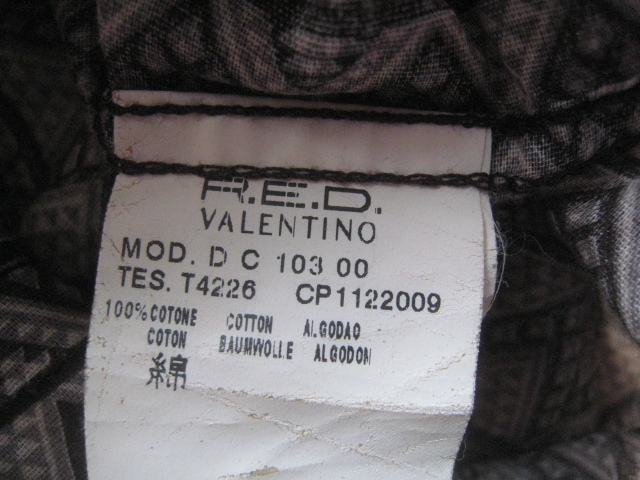 R.E.D.
VALENTINO
MOD. D C 103 00
TES. T4226 CP1122009
100% COTONE COTTON ALGODAO
COTON BAUMWOLLE ALGODON
綿